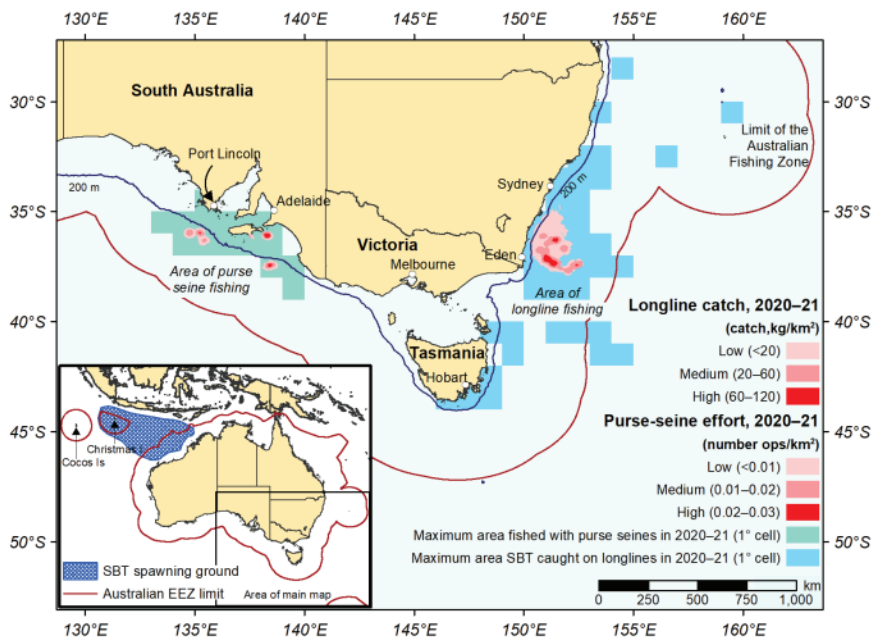 130°E 135°E 140°E 145°E 150°E 155°E 160°E
30°S
35°S
40°S
45°S
50°S
South Australia
Port Lincoln
200 m
Adelaide
Area of purse
seine fishing
Victoria
Melbourne
Sydney
200 m
Eden
Area of
longline fishing
Limit of the
Australian
Fishing Zone
Tasmania
Hobart
Longline catch, 2020–21
(catch,kg/km²)
Low (<20)
Medium (20–60)
High (60–120)
Purse-seine effort, 2020–21
(number ops/km²)
Low (<0.01)
Medium (0.01–0.02)
High (0.02–0.03)
Maximum area fished with purse seines in 2020–21 (1° cell)
Maximum area SBT caught on longlines in 2020–21 (1° cell)
km
0 250 500 750 1,000
Christmas I
Cocos Is
SBT spawning ground
Australian EEZ limit
Area of main map
30°S
35°S
40°S
45°S
50°S
130°E 135°E 140°E 145°E 150°E 155°E 160°E